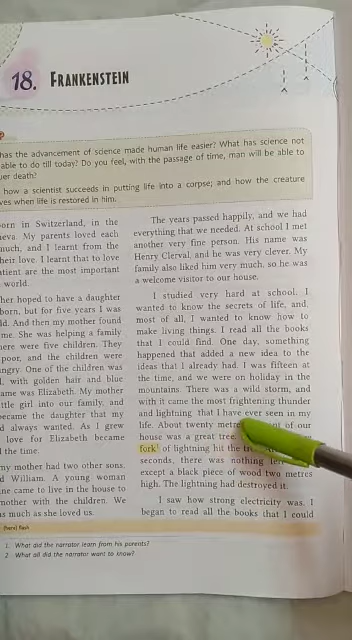 18. FRANKENSTEIN
has the advancement of science made human life easier? What has science not
able to do till today? Do you feel, with the passage of time, man will be able to
uer death?
how a scientist succeeds in putting life into a corpse; and how the creature
ves when life is restored in him.
orn in Switzerland, in the
eva. My parents loved each
much, and I learnt from the
heir love. I learnt that to love
atient are the most important
world.
her hoped to have a daughter
born, but for five years I was
ld. And then my mother found
me. She was helping a family
here were five children. They
poor, and the children were
ngry. One of the children was
l, with golden hair and blue
ame was Elizabeth. My mother
ttle girl into our family, and
became the daughter that my
d always wanted. As I grew
love for Elizabeth became
l the time.
my mother had two other sons,
d William. A young woman
ne came to live in the house to
mother with the children. We
as much as she loved us.
The years passed happily, and we had
everything that we needed. At school I met
another very fine person. His name was
Henry Clerval, and he was very clever. My
family also liked him very much, so he was
a welcome visitor to our house.
I studied very hard at school. I
wanted to know the secrets of life, and,
most of all, I wanted to know how to
make living things. I read all the books
that I could find. One day, something
happened that added a new idea to the
ideas that I already had. I was fifteen at
the time, and we were on holiday in the
mountains. There was a wild storm, and
with it came the most frightening thunder
and lightning that I have ever seen in my
life. About twenty metres of our
house was a great tree.
fork¹ of lightning hit the
seconds, there was nothing
except a black piece of wood two metres
high. The lightning had destroyed it.
I saw how strong electricity was. I
began to read all the books that I could
1. What did the narrator learn from his parents?
2. What all did the narrator want to know?